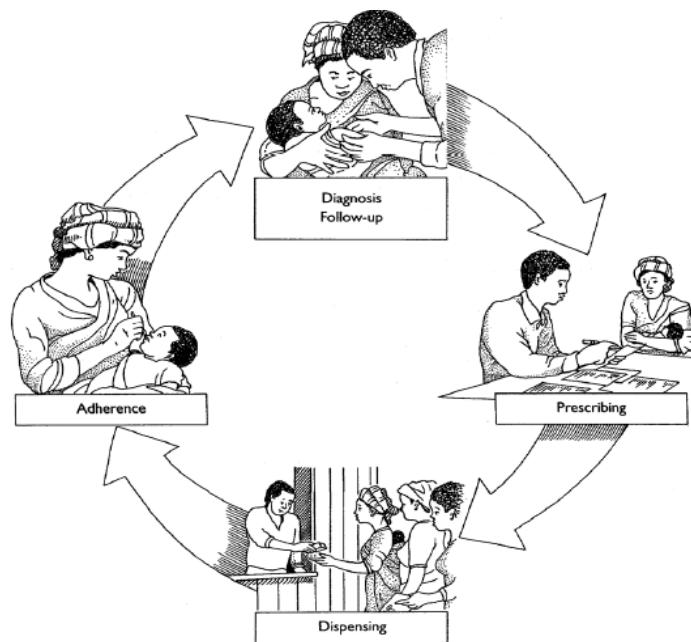 Diagnosis
Follow-up
Prescribing
Dispensing
Adherence